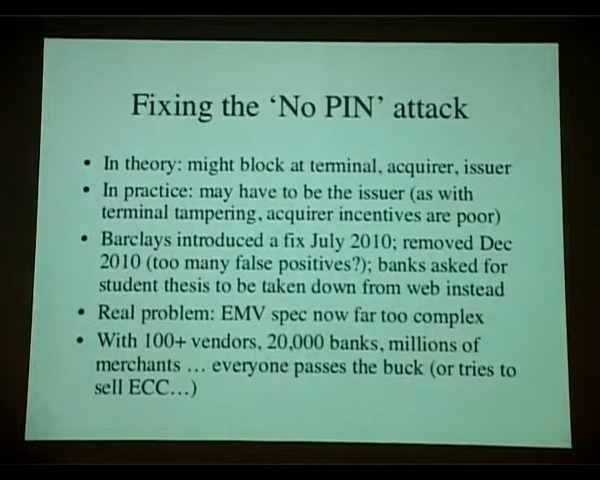 Fixing the ‘No PIN’ attack
• In theory: might block at terminal, acquirer, issuer
• In practice: may have to be the issuer (as with
terminal tampering, acquirer incentives are poor)
• Barclays introduced a fix July 2010; removed Dec
2010 (too many false positives?); banks asked for
student thesis to be taken down from web instead
• Real problem: EMV spec now far too complex
• With 100+ vendors, 20,000 banks, millions of
merchants … everyone passes the buck (or tries to
sell ECC…)